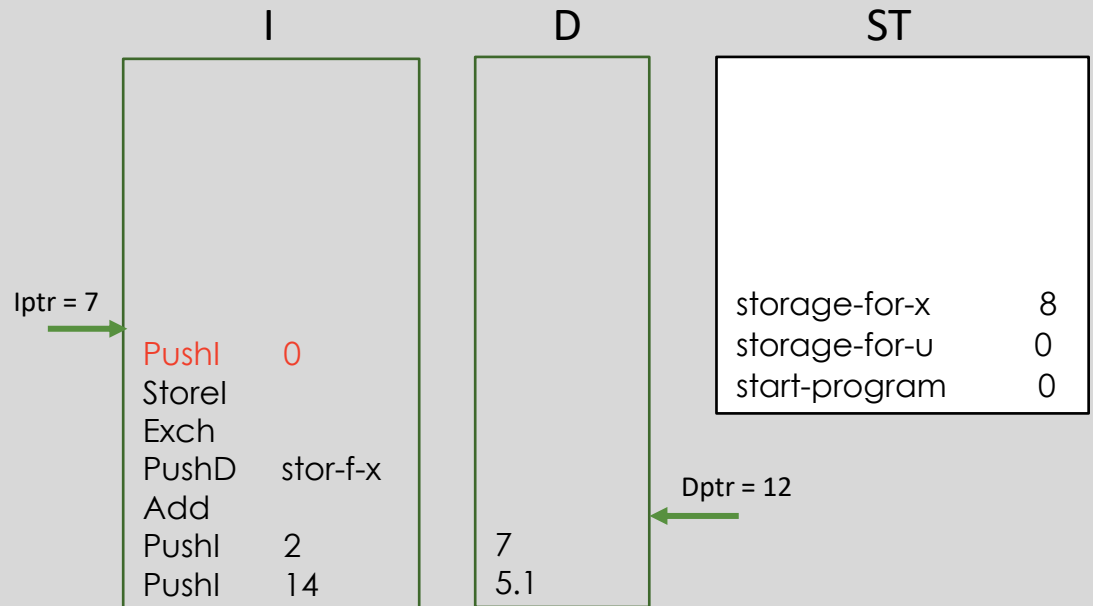 I D ST
Iptr = 7
PushI 0
StoreI
Exch
PushD stor-f-x
Add
PushI 2
PushI 14
7
5.1
Dptr = 12
storage-for-x 8
storage-for-u 0
start-program 0